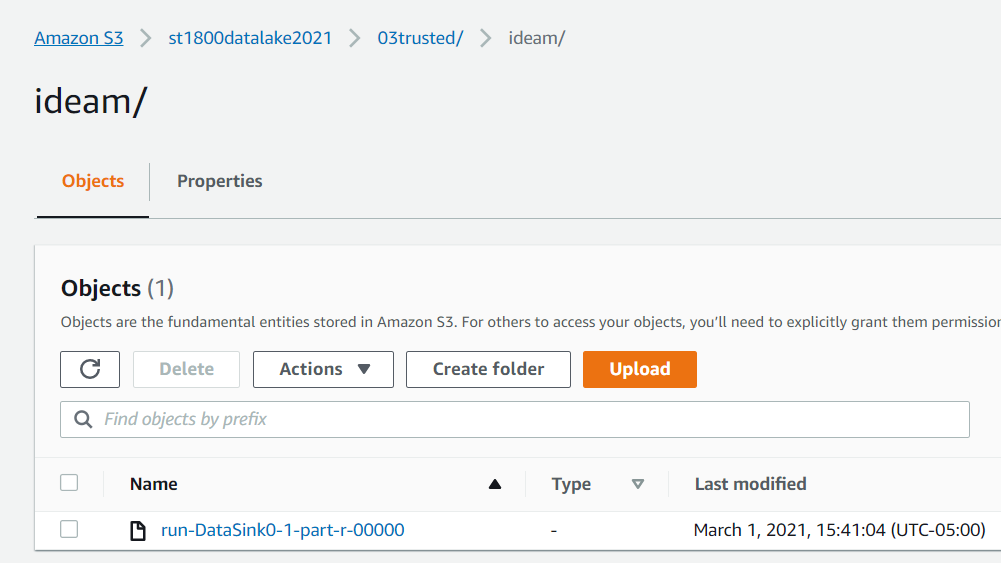 Amazon S3 > st1800datalake2021 > 03trusted/ > ideam/
ideam/
Objects Properties
Objects (1)
Objects are the fundamental entities stored in Amazon S3. For others to access your objects, you'll need to explicitly grant them permission
Delete Actions Create folder Upload
Find objects by prefix
Name Type Last modified
run-DataSink0-1-part-r-00000 - March 1, 2021, 15:41:04 (UTC-05:00)